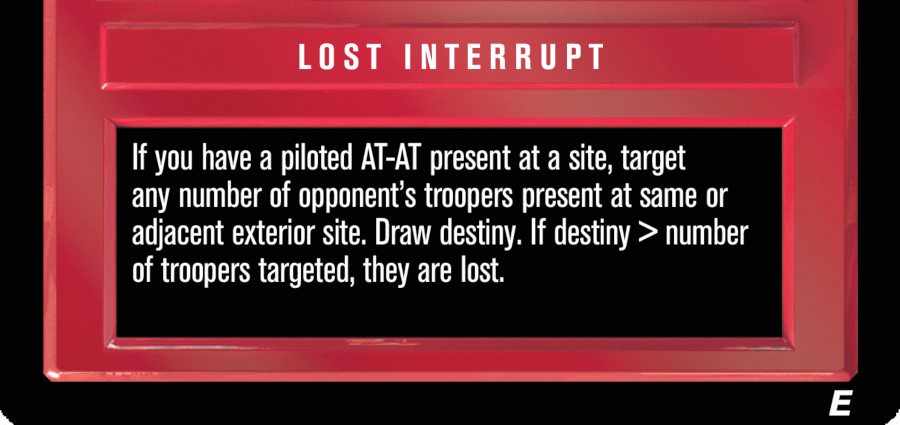 LOST INTERRUPT
If you have a piloted AT-AT present at a site, target
any number of opponent's troopers present at same or
adjacent exterior site. Draw destiny. If destiny > number
of troopers targeted, they are lost.
E